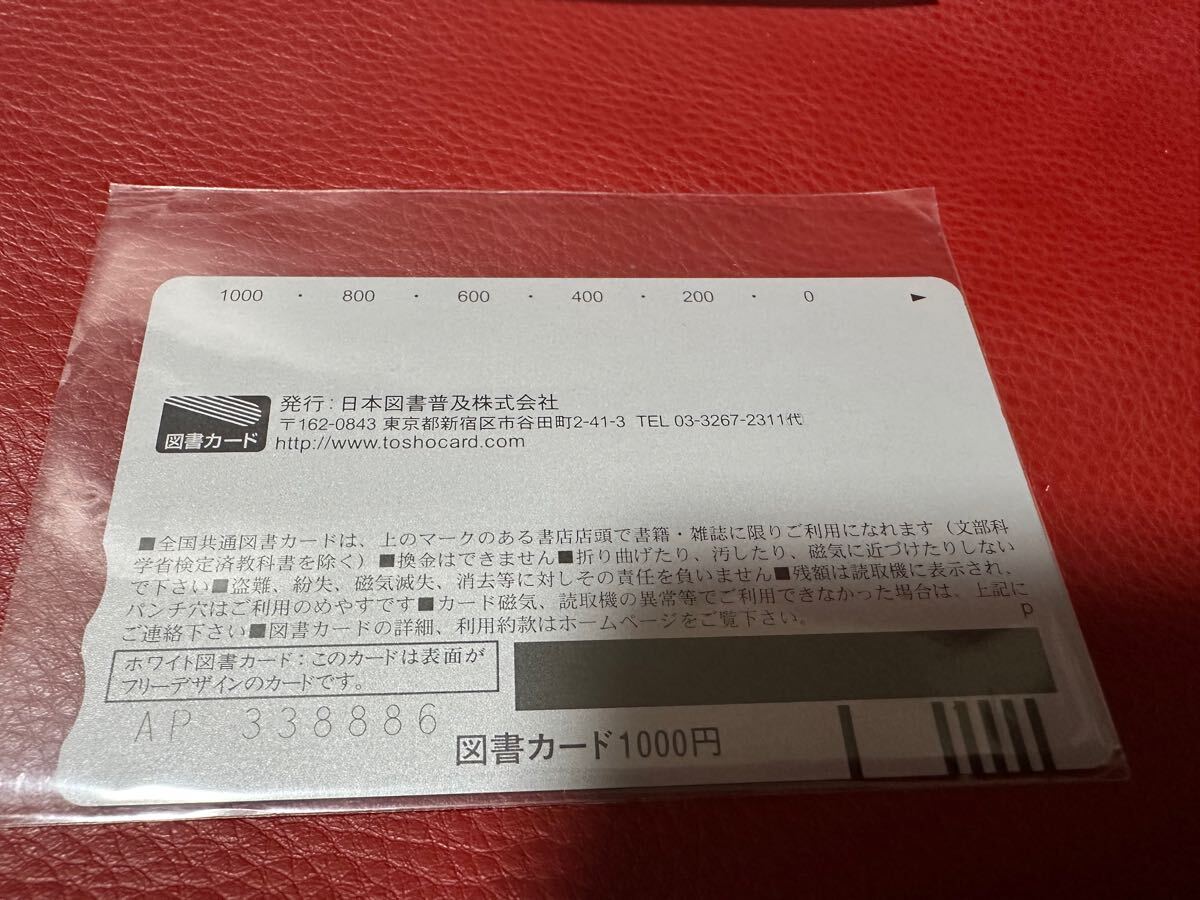 1000 ・ 800 ・ 600 ・ 400 ・ 200 ・ 0 ▶
図書カード
発行：日本図書普及株式会社
〒162-0843 東京都新宿区市谷田町2-41-3 TEL 03-3267-2311代
http://www.toshocard.com
■全国共通図書カードは、上のマークのある書店店頭で書籍・雑誌に限りご利用になれます（文部科
学省検定済教科書を除く）■換金はできません■折り曲げたり、汚したり、磁気に近づけたりしない
で下さい■盗難、紛失、磁気滅失、消去等に対しその責任を負いません■残額は読取機に表示され、
パンチ穴はご利用のめやすです■カード磁気、読取機の異常等でご利用できなかった場合は、上記に
ご連絡下さい■図書カードの詳細、利用約款はホームページをご覧下さい。
P
ホワイト図書カード：このカードは表面が
フリーデザインのカードです。
AP 338886
図書カード1000円